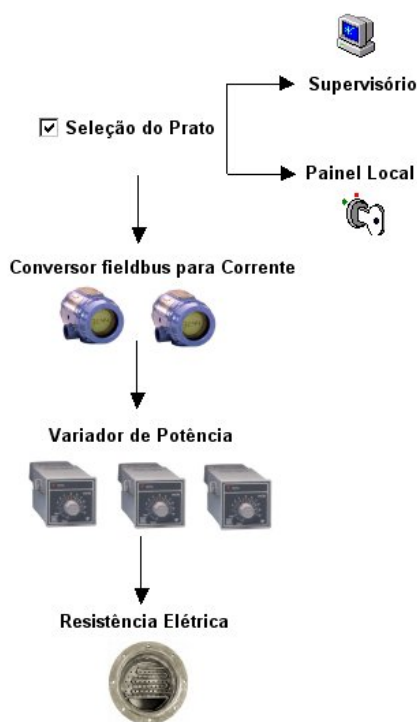 Supervisório
Seleção do Prato
Painel Local
Conversor fieldbus para Corrente
Variador de Potência
Resistência Elétrica